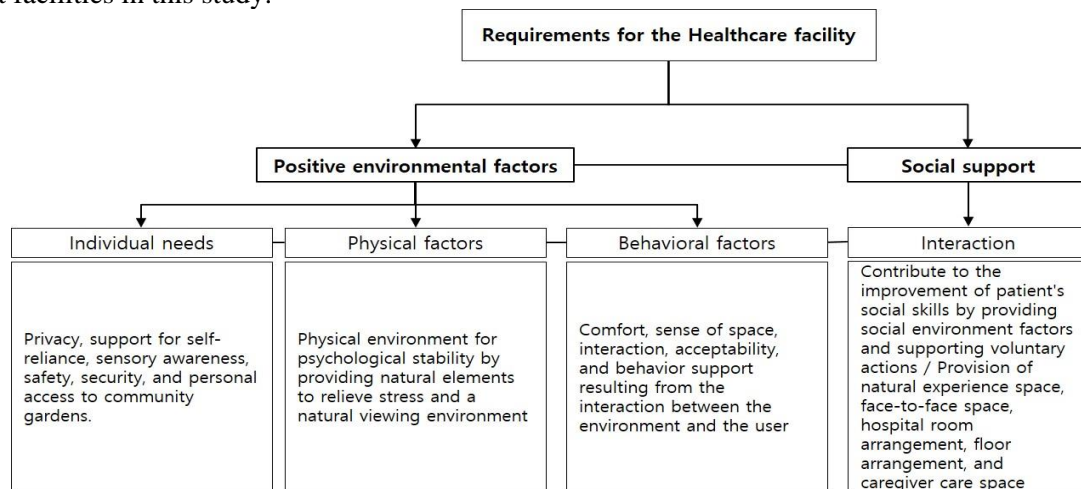 t facilities in this study.
Requirements for the Healthcare facility
Positive environmental factors
Social support
Individual needs
Physical factors
Behavioral factors
Interaction
Privacy, support for self-
reliance, sensory awareness,
safety, security, and personal
access to community
gardens.
Physical environment for
psychological stability by
providing natural elements
to relieve stress and a
natural viewing environment
Comfort, sense of space,
interaction, acceptability,
and behavior support
resulting from the
interaction between the
environment and the user
Contribute to the
improvement of patient's
social skills by providing
social environment factors
and supporting voluntary
actions / Provision of
natural experience space,
face-to-face space,
hospital room
arrangement, floor
arrangement, and
caregiver care space